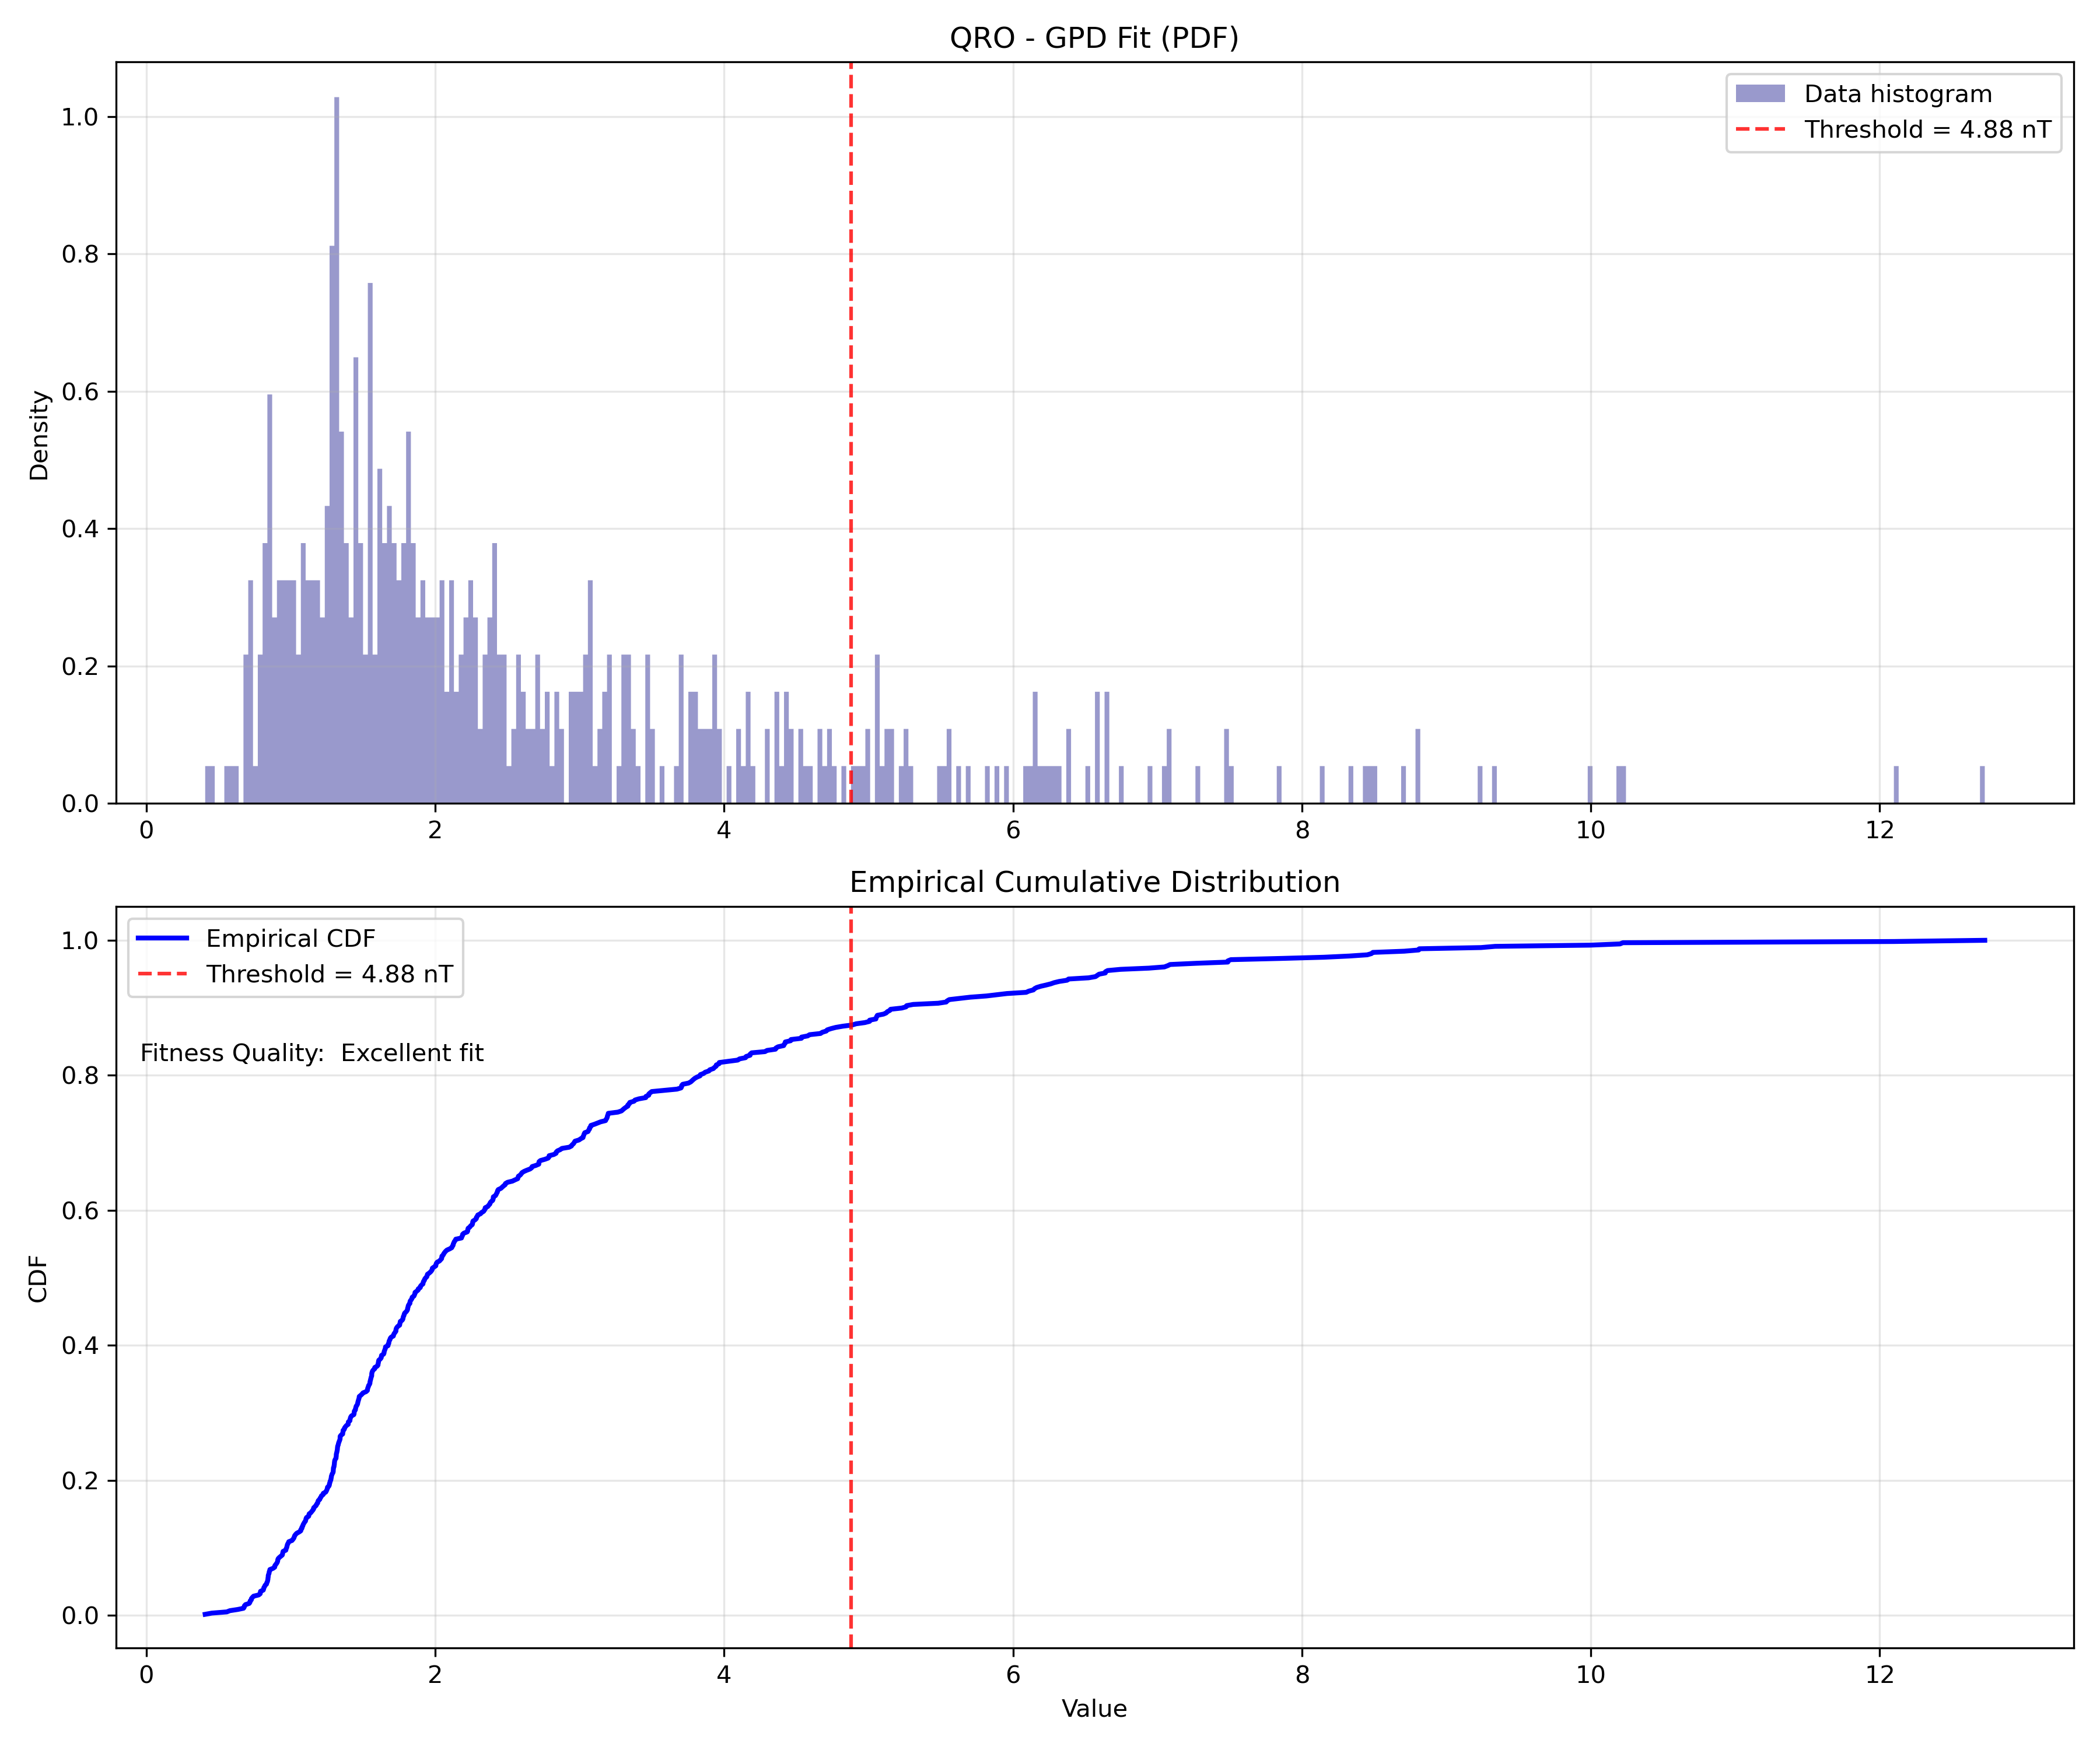 QRO - GPD Fit (PDF)
Data histogram
Threshold = 4.88 nT
Density
1.0
0.8
0.6
0.4
0.2
0.0
0 2 4 6 8 10 12
Empirical Cumulative Distribution
Empirical CDF
Threshold = 4.88 nT
Fitness Quality:  Excellent fit
CDF
1.0
0.8
0.6
0.4
0.2
0.0
0 2 4 6 8 10 12
Value